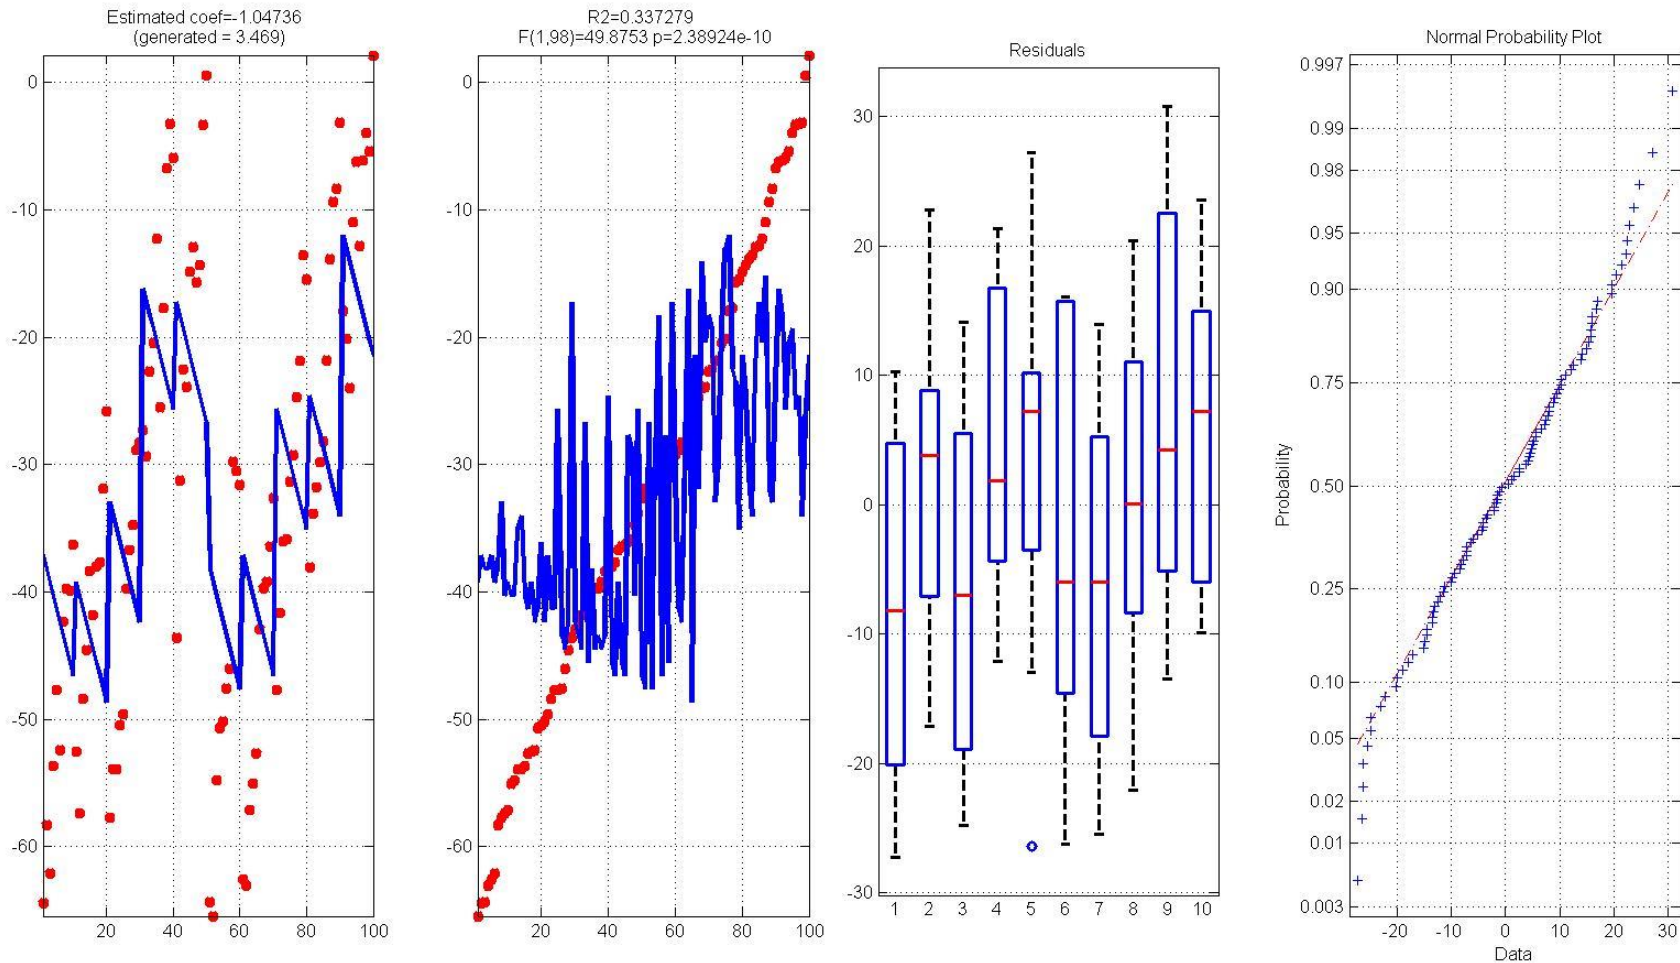 Estimated coef=-1.04736
(generated = 3.469)
0
-10
-20
-30
-40
-50
-60
20 40 60 80 100
R2=0.337279
F(1,98)=49.8753 p=2.38924e-10
0
-10
-20
-30
-40
-50
-60
20 40 60 80 100
Residuals
30
20
10
0
-10
-20
-30
1 2 3 4 5 6 7 8 9 10
Normal Probability Plot
Probability
0.997
0.99
0.98
0.95
0.90
0.75
0.50
0.25
0.10
0.05
0.02
0.01
0.003
-20 -10 0 10 20 30
Data